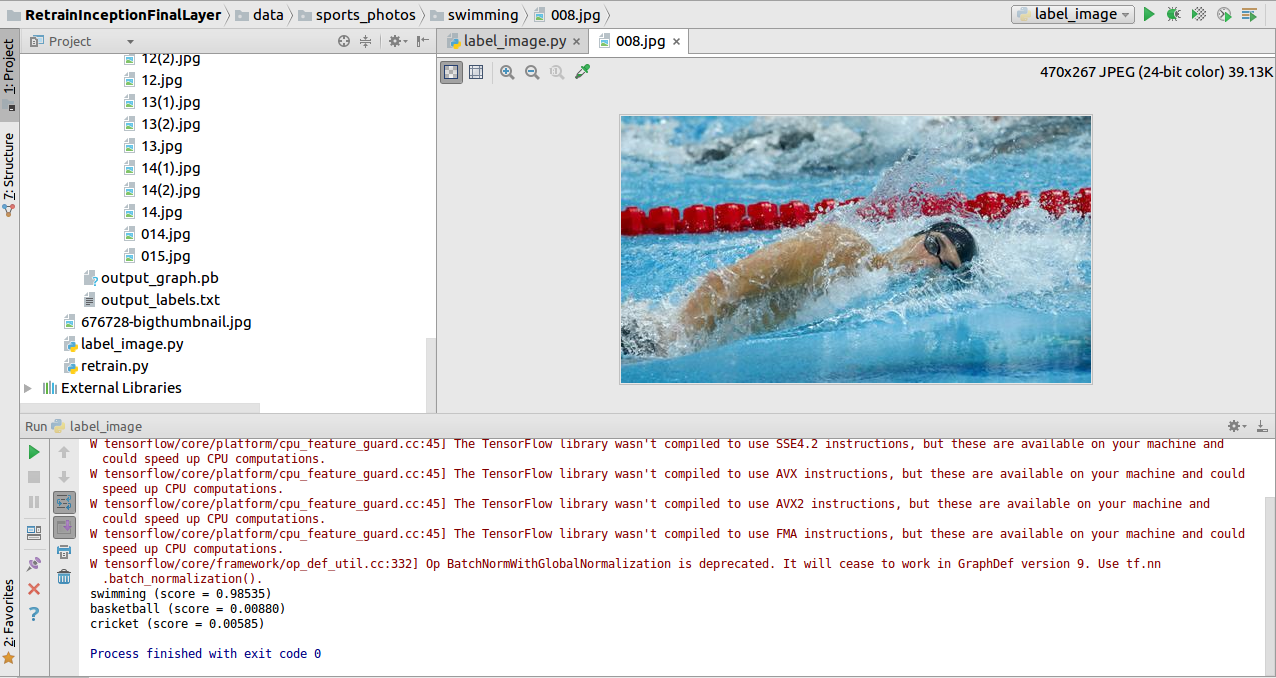 RetrainInceptionFinalLayer data sports_photos swimming 008.jpg label_image
1: Project
7: Structure
2: Favorites
Project
label_image.py 008.jpg
12(2).jpg
12.jpg
13(1).jpg
13(2).jpg
13.jpg
14(1).jpg
14(2).jpg
14.jpg
014.jpg
015.jpg
output_graph.pb
output_labels.txt
676728-bigthumbnail.jpg
label_image.py
retrain.py
External Libraries
470x267 JPEG (24-bit color) 39.13K
Run label_image
W tensorflow/core/platform/cpu_feature_guard.cc:45] The TensorFlow library wasn't compiled to use SSE4.2 instructions, but these are available on your machine and
could speed up CPU computations.
W tensorflow/core/platform/cpu_feature_guard.cc:45] The TensorFlow library wasn't compiled to use AVX instructions, but these are available on your machine and could
speed up CPU computations.
W tensorflow/core/platform/cpu_feature_guard.cc:45] The TensorFlow library wasn't compiled to use AVX2 instructions, but these are available on your machine and
could speed up CPU computations.
W tensorflow/core/platform/cpu_feature_guard.cc:45] The TensorFlow library wasn't compiled to use FMA instructions, but these are available on your machine and could
speed up CPU computations.
W tensorflow/core/framework/op_def_util.cc:332] Op BatchNormWithGlobalNormalization is deprecated. It will cease to work in GraphDef version 9. Use tf.nn
.batch_normalization().
swimming (score = 0.98535)
basketball (score = 0.00880)
cricket (score = 0.00585)
Process finished with exit code 0